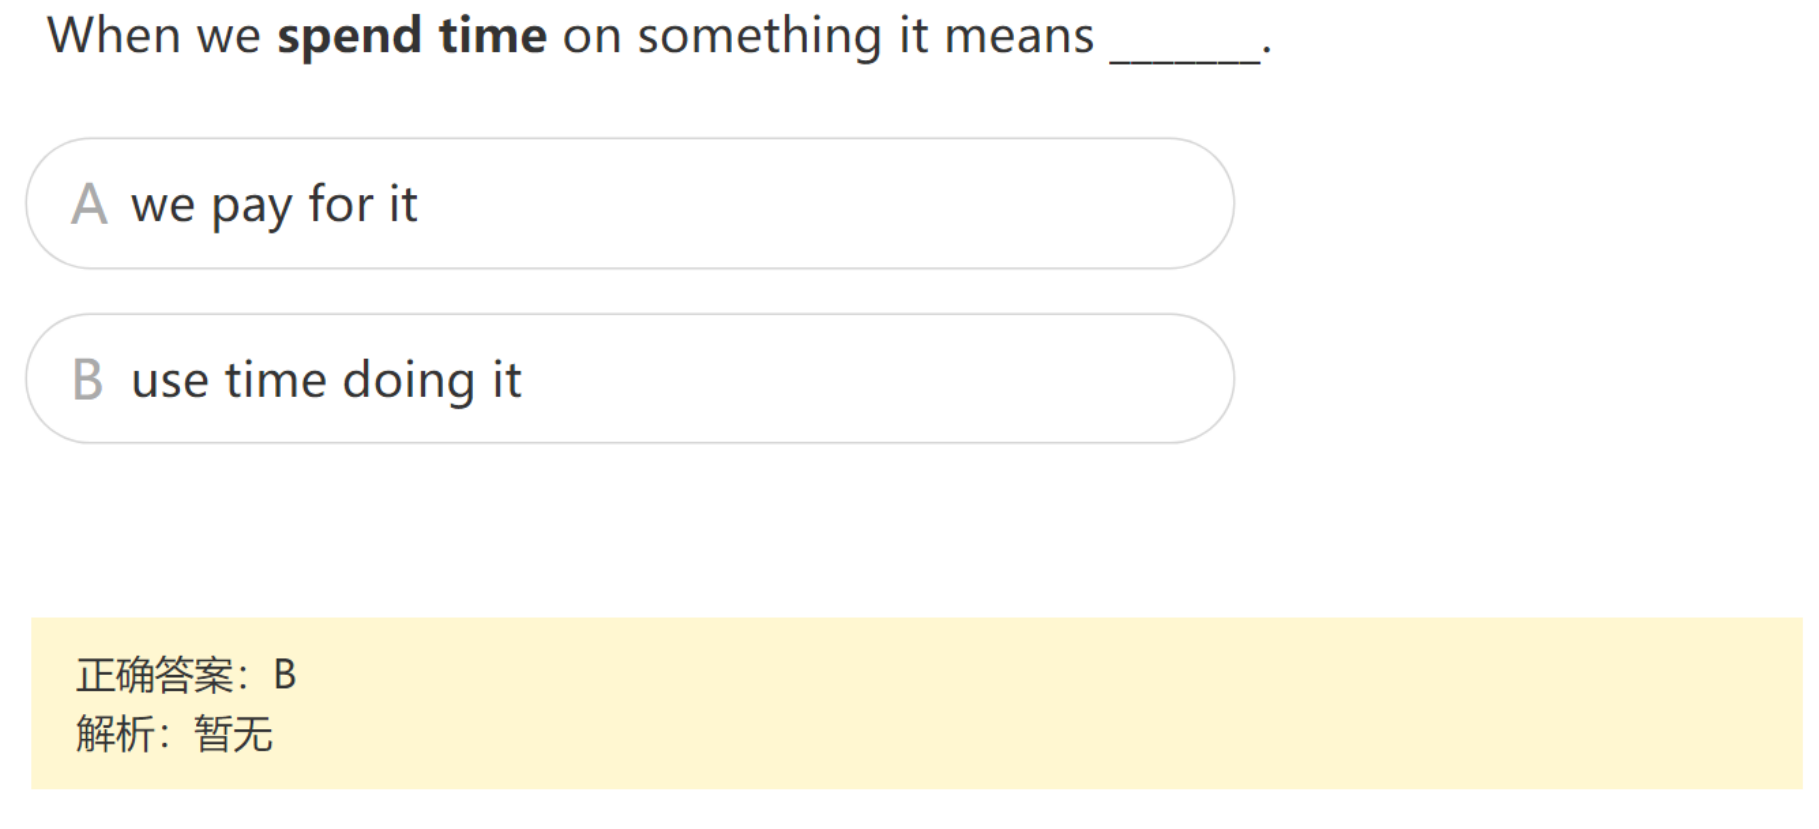 When we spend time on something it means _______.
A we pay for it
B use time doing it
正确答案：B
解析：暂无